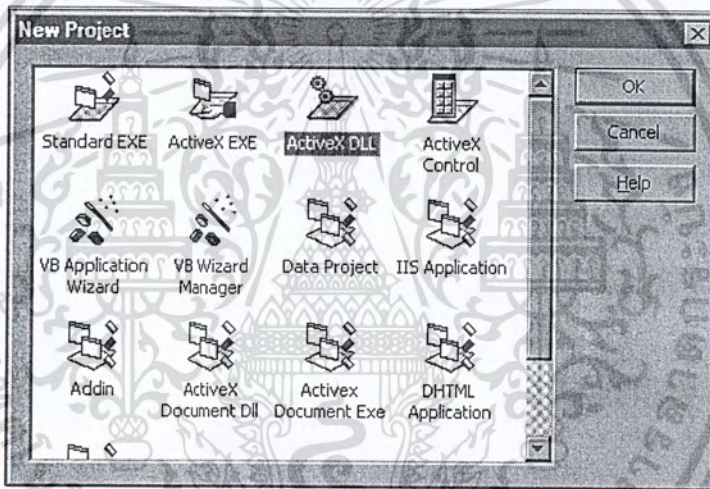 New Project
OK
Cancel
Help
Standard EXE
ActiveX EXE
ActiveX DLL
ActiveX
Control
VB Application
Wizard
VB Wizard
Manager
Data Project
IIS Application
Addin
ActiveX
Document Dll
Activex
Document Exe
DHTML
Application